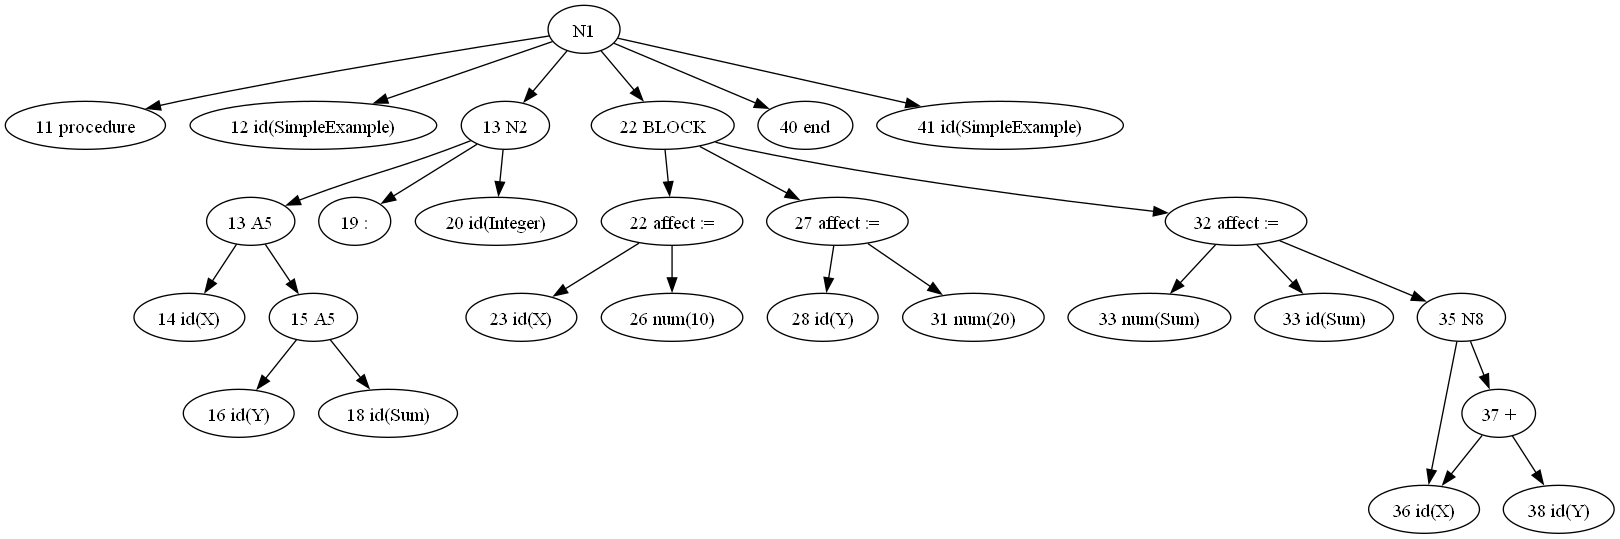 N1
11 procedure
12 id(SimpleExample)
13 N2
22 BLOCK
40 end
41 id(SimpleExample)
13 A5
19 :
20 id(Integer)
22 affect :=
27 affect :=
32 affect :=
14 id(X)
15 A5
23 id(X)
26 num(10)
28 id(Y)
31 num(20)
33 num(Sum)
33 id(Sum)
35 N8
16 id(Y)
18 id(Sum)
37 +
36 id(X)
38 id(Y)